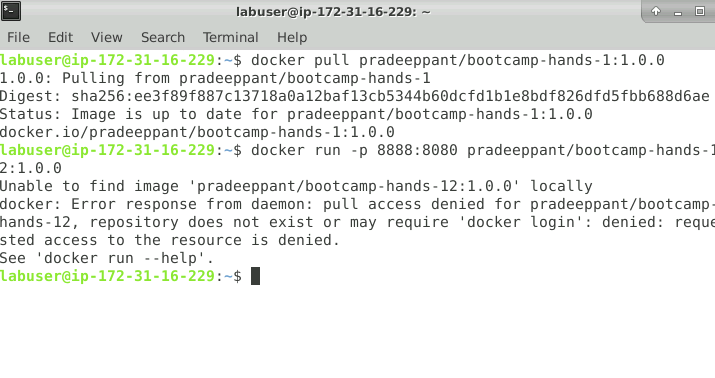 labuser@ip-172-31-16-229: ~
File Edit View Search Terminal Help
labuser@ip-172-31-16-229:~$ docker pull pradeeppant/bootcamp-hands-1:1.0.0
1.0.0: Pulling from pradeeppant/bootcamp-hands-1
Digest: sha256:ee3f89f887c13718a0a12baf13cb5344b60dcfd1b1e8bdf826dfd5fbb688d6ae
Status: Image is up to date for pradeeppant/bootcamp-hands-1:1.0.0
docker.io/pradeeppant/bootcamp-hands-1:1.0.0
labuser@ip-172-31-16-229:~$ docker run -p 8888:8080 pradeeppant/bootcamp-hands-1
2:1.0.0
Unable to find image 'pradeeppant/bootcamp-hands-12:1.0.0' locally
docker: Error response from daemon: pull access denied for pradeeppant/bootcamp-
hands-12, repository does not exist or may require 'docker login': denied: reque
sted access to the resource is denied.
See 'docker run --help'.
labuser@ip-172-31-16-229:~$